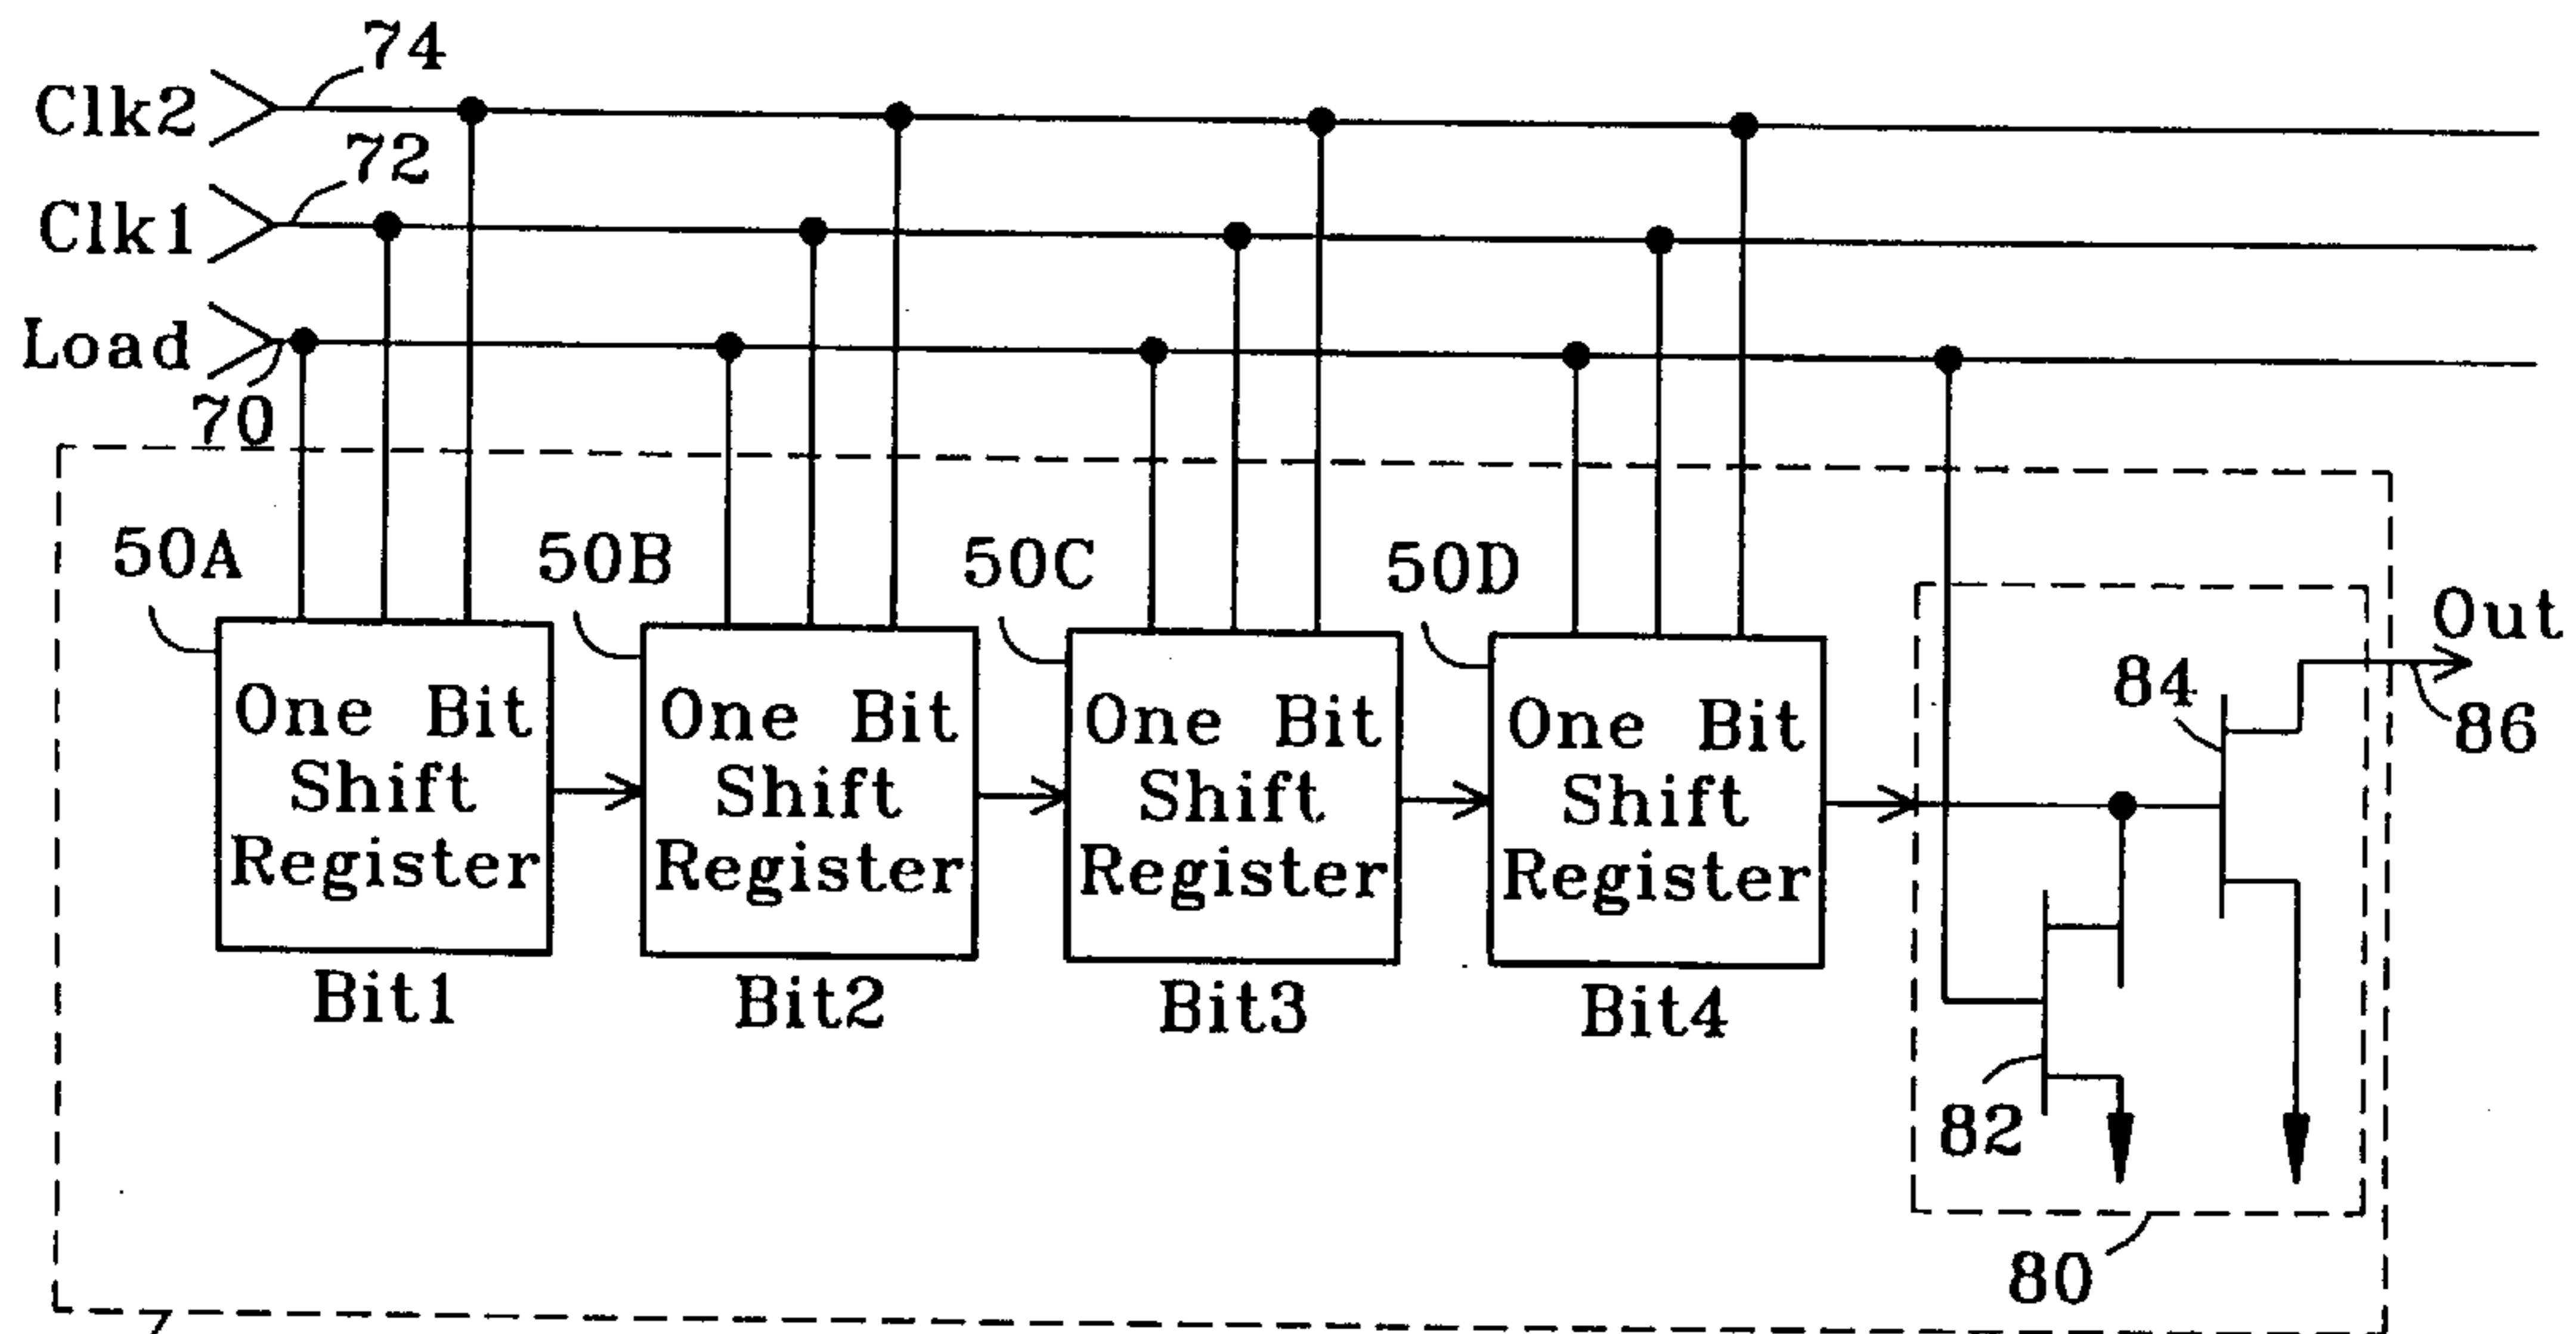 74
Clk2
72
Clk1
Load
70
50A
50B
50C
50D
Out
84
86
One Bit
Shift
Register
One Bit
Shift
Register
One Bit
Shift
Register
One Bit
Shift
Register
Bit1
Bit2
Bit3
Bit4
82
80